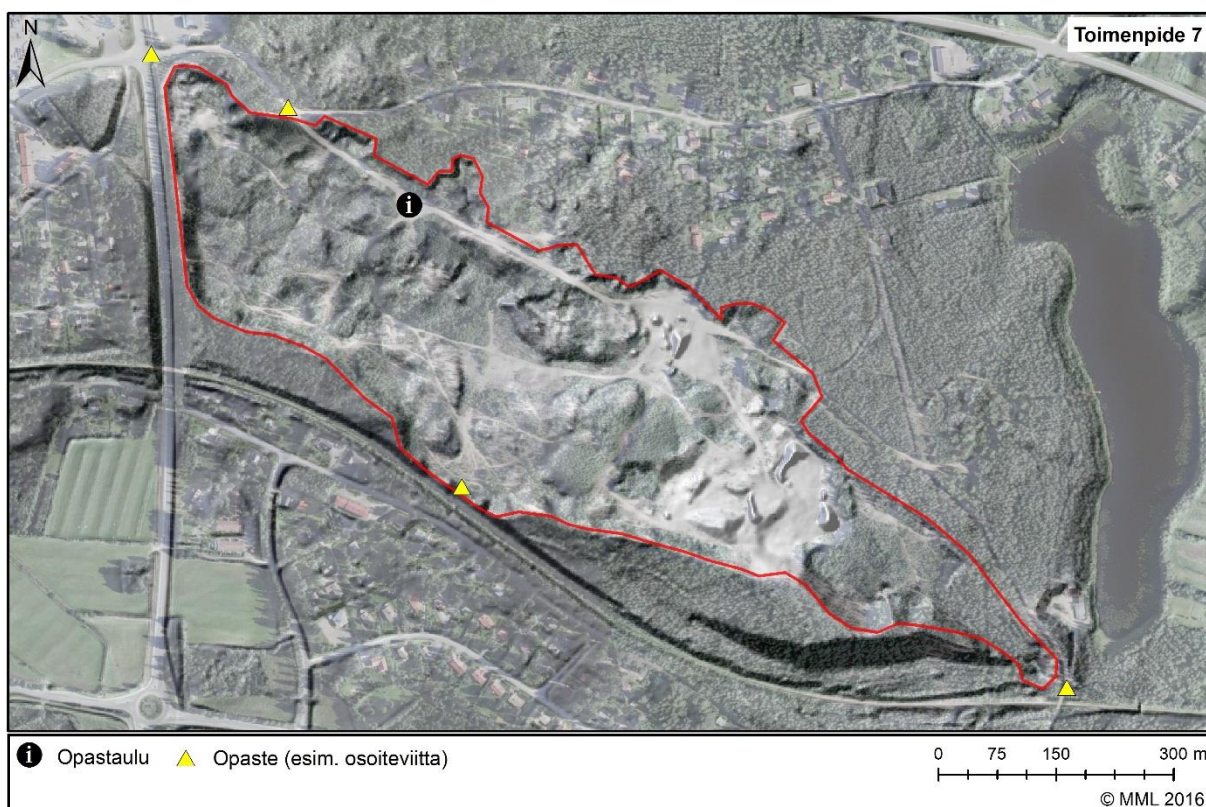 N
Toimenpide 7
i
i Opastaulu Opaste (esim. osoiteviitta)
0 75 150 300 m
© MML 2016